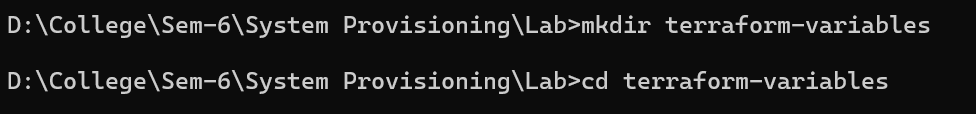 D:\College\Sem-6\System Provisioning\Lab>mkdir terraform-variables
D:\College\Sem-6\System Provisioning\Lab>cd terraform-variables